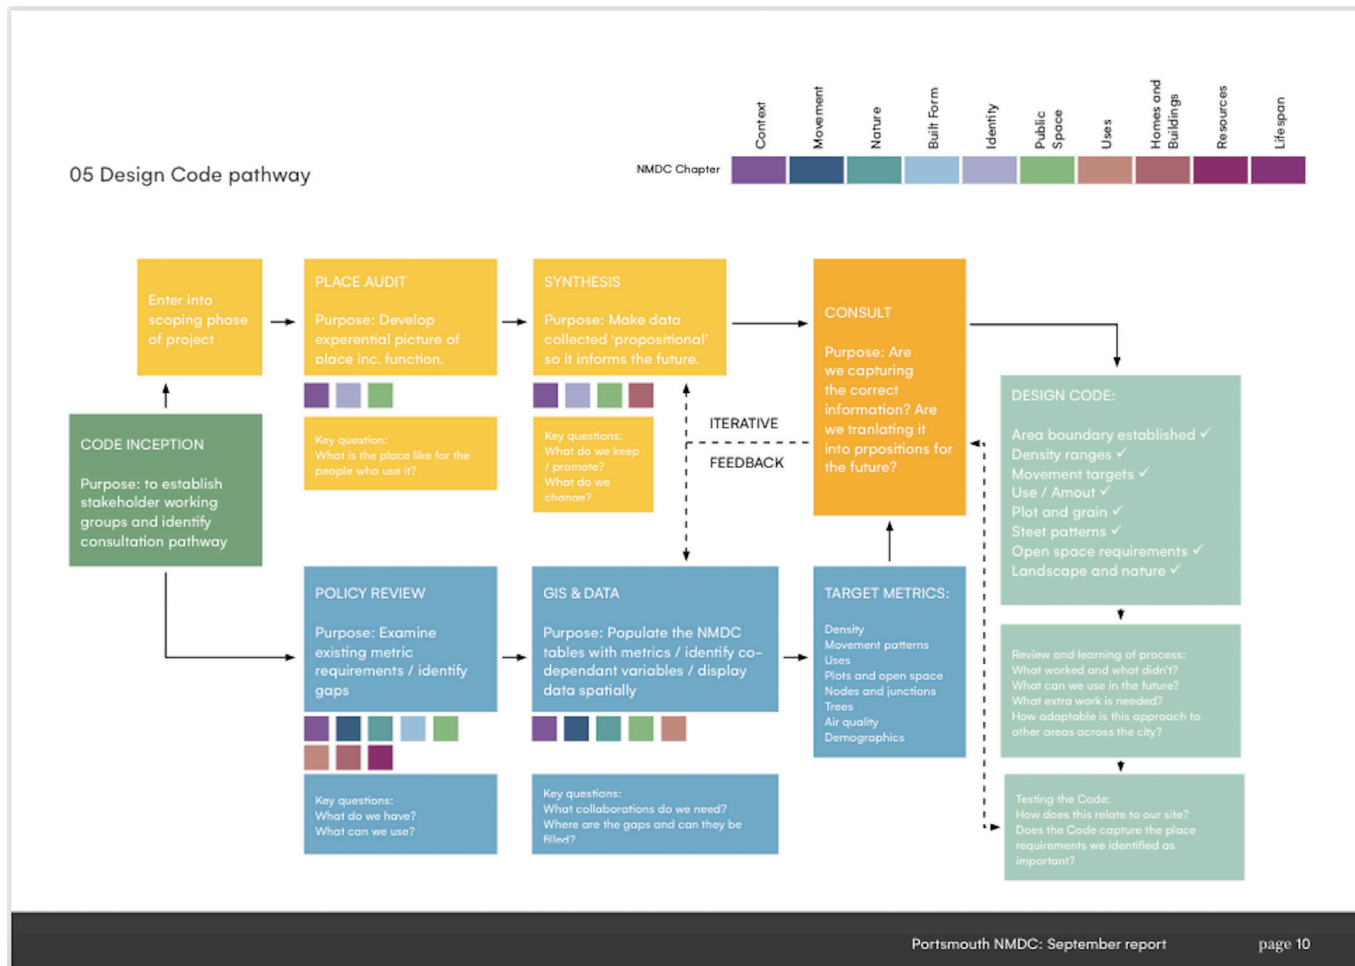 Context
Movement
Nature
Built Form
Identity
Public
Space
Uses
Homes and
Buildings
Resources
Lifespan
NMDC Chapter
05 Design Code pathway
Enter into
scoping phase
of project
PLACE AUDIT
Purpose: Develop
experential picture of
place inc. function.
Key question:
What is the place like for the
people who use it?
SYNTHESIS
Purpose: Make data
collected ‘propositional’
so it informs the future.
Key questions:
What do we keep
/ promote?
What do we
change?
CONSULT
Purpose: Are
we capturing
the correct
information? Are
we tranlating it
into prpositions for
the future?
ITERATIVE
FEEDBACK
CODE INCEPTION
Purpose: to establish
stakeholder working
groups and identify
consultation pathway
POLICY REVIEW
Purpose: Examine
existing metric
requirements / identify
gaps
Key questions:
What do we have?
What can we use?
GIS & DATA
Purpose: Populate the NMDC
tables with metrics / identify co-
dependant variables / display
data spatially
Key questions:
What collaborations do we need?
Where are the gaps and can they be
filled?
TARGET METRICS:
Density
Movement patterns
Uses
Plots and open space
Nodes and junctions
Trees
Air quality
Demographics
DESIGN CODE:
Area boundary established ✓
Density ranges ✓
Movement targets ✓
Use / Amout ✓
Plot and grain ✓
Steet patterns ✓
Open space requirements ✓
Landscape and nature ✓
Review and learning of process:
What worked and what didn't?
What can we use in the future?
What extra work is needed?
How adaptable is this approach to
other areas across the city?
Testing the Code:
How does this relate to our site?
Does the Code capture the place
requirements we identified as
important?
Portsmouth NMDC: September report
page 10